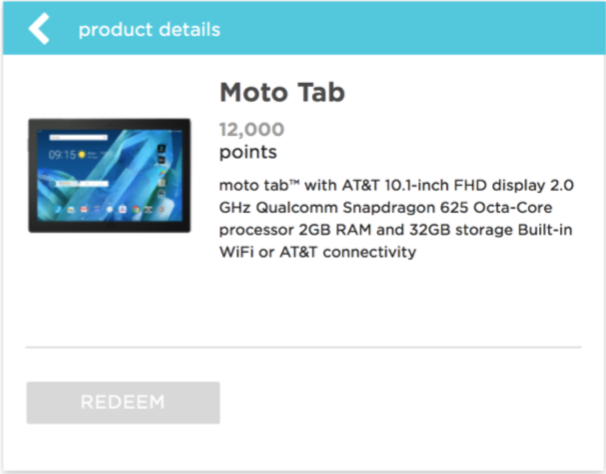 product details
Moto Tab
12,000
points
moto tab™ with AT&T 10.1-inch FHD display 2.0
GHz Qualcomm Snapdragon 625 Octa-Core
processor 2GB RAM and 32GB storage Built-in
WiFi or AT&T connectivity
09:15
REDEEM